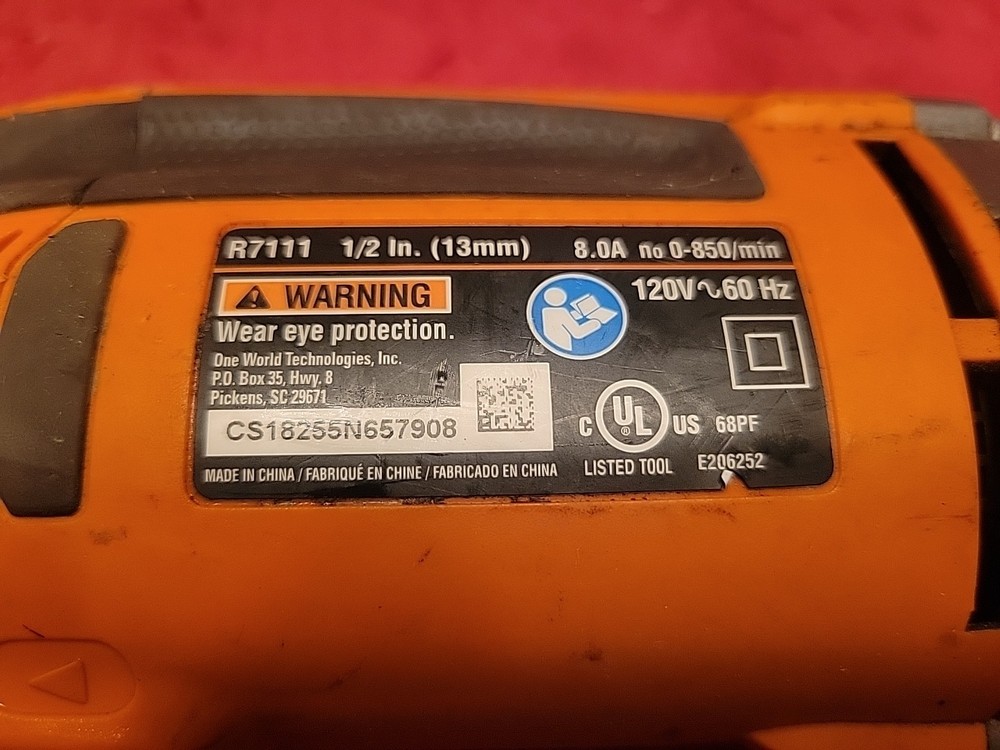 R7111 1/2 In. (13mm) 8.0A no 0-850/min
WARNING
120V~60 Hz
Wear eye protection.
One World Technologies, Inc.
P.O. Box 35, Hwy. 8
Pickens, SC 29671
CS18255N657908
C UL ® US 68PF
LISTED TOOL E206252
MADE IN CHINA / FABRIQUÉ EN CHINE / FABRICADO EN CHINA